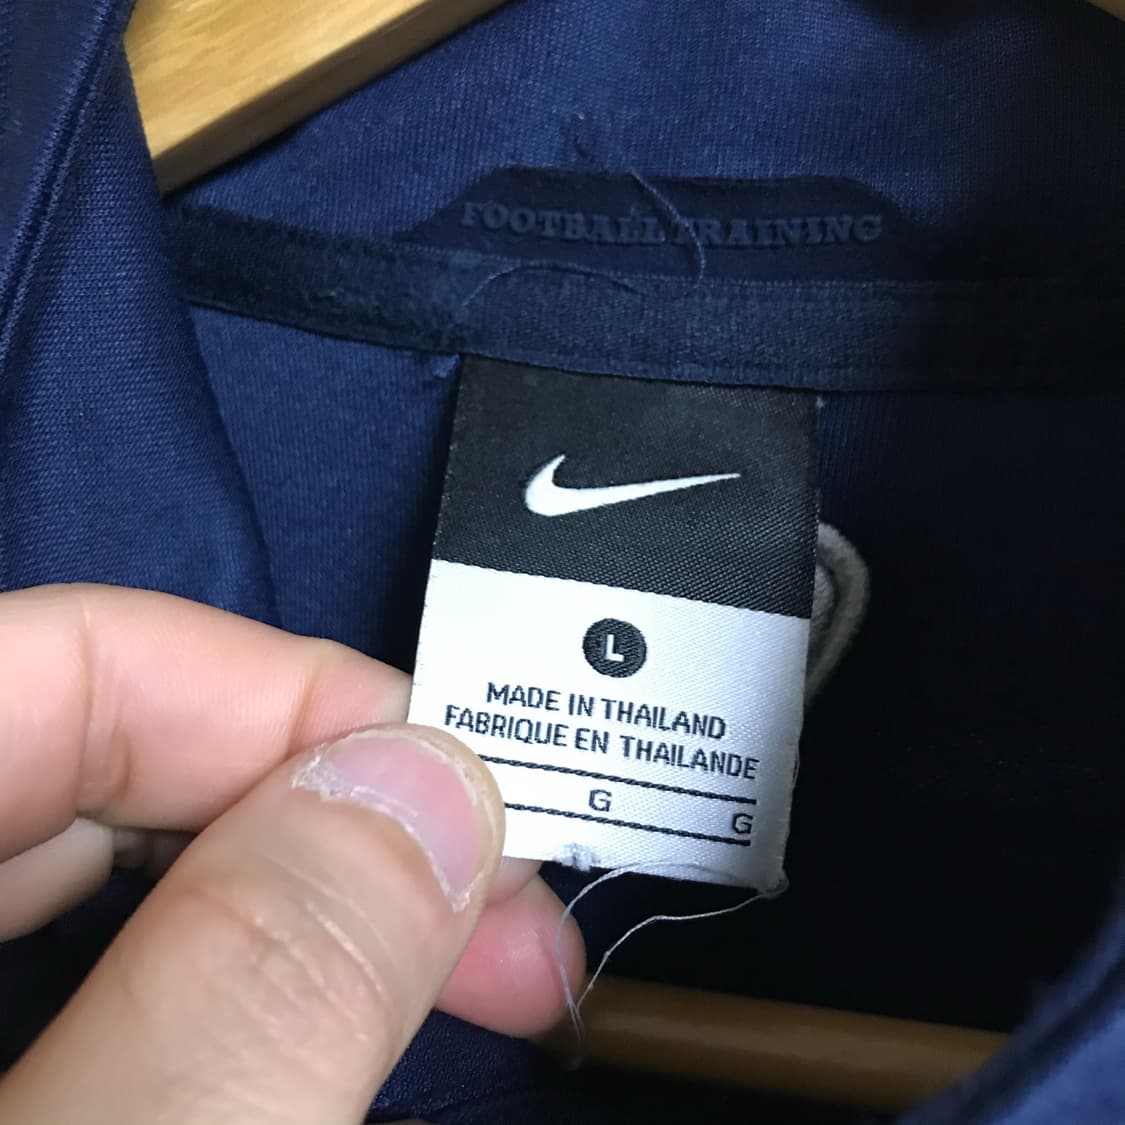 FOOTBALL TRAINING
L
MADE IN THAILAND
FABRIQUE EN THAILANDE
G
G